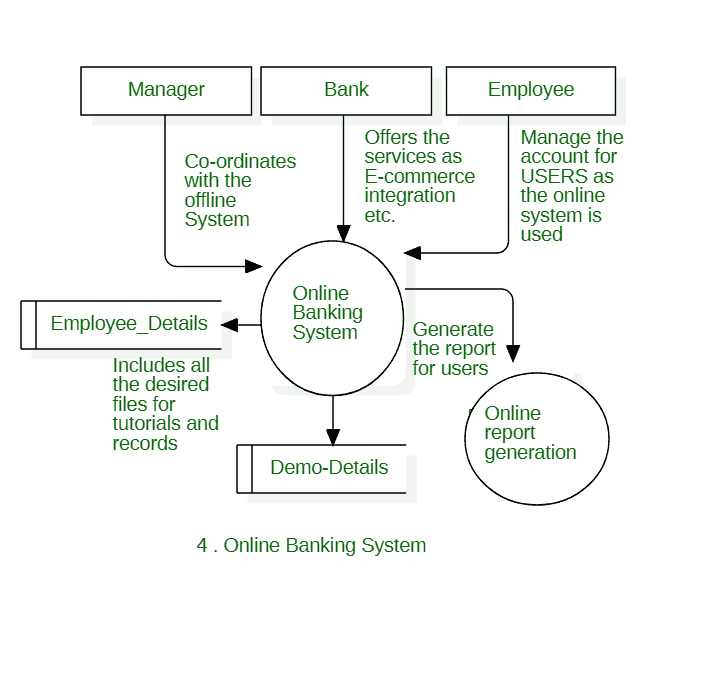 Manager
Bank
Employee
Co-ordinates
with the
offline
System
Offers the
services as
E-commerce
integration
etc.
Manage the
account for
USERS as
the online
system is
used
Online
Banking
System
Employee_Details
Includes all
the desired
files for
tutorials and
records
Generate
the report
for users
Online
report
generation
Demo-Details
4 . Online Banking System